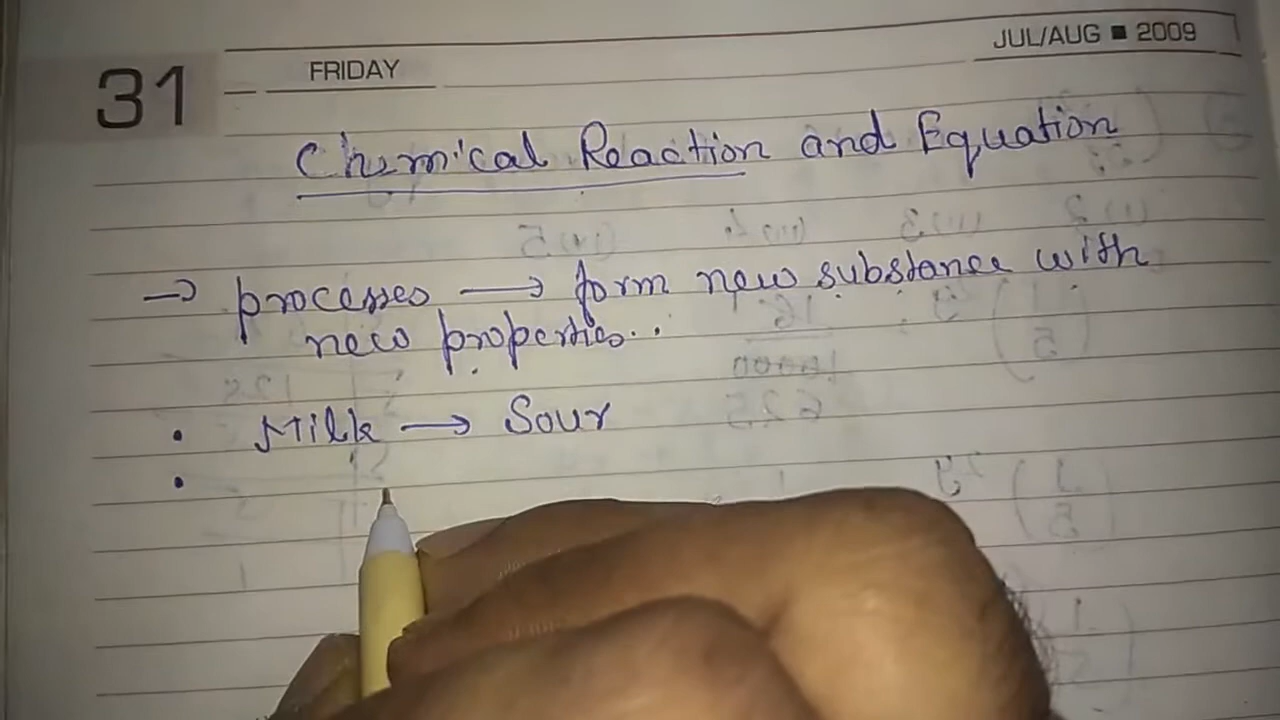 31 FRIDAY JUL/AUG ■ 2009
Chemical Reaction and Equation
→ processes → form new substance with
new properties..
• Milk → Sour
•